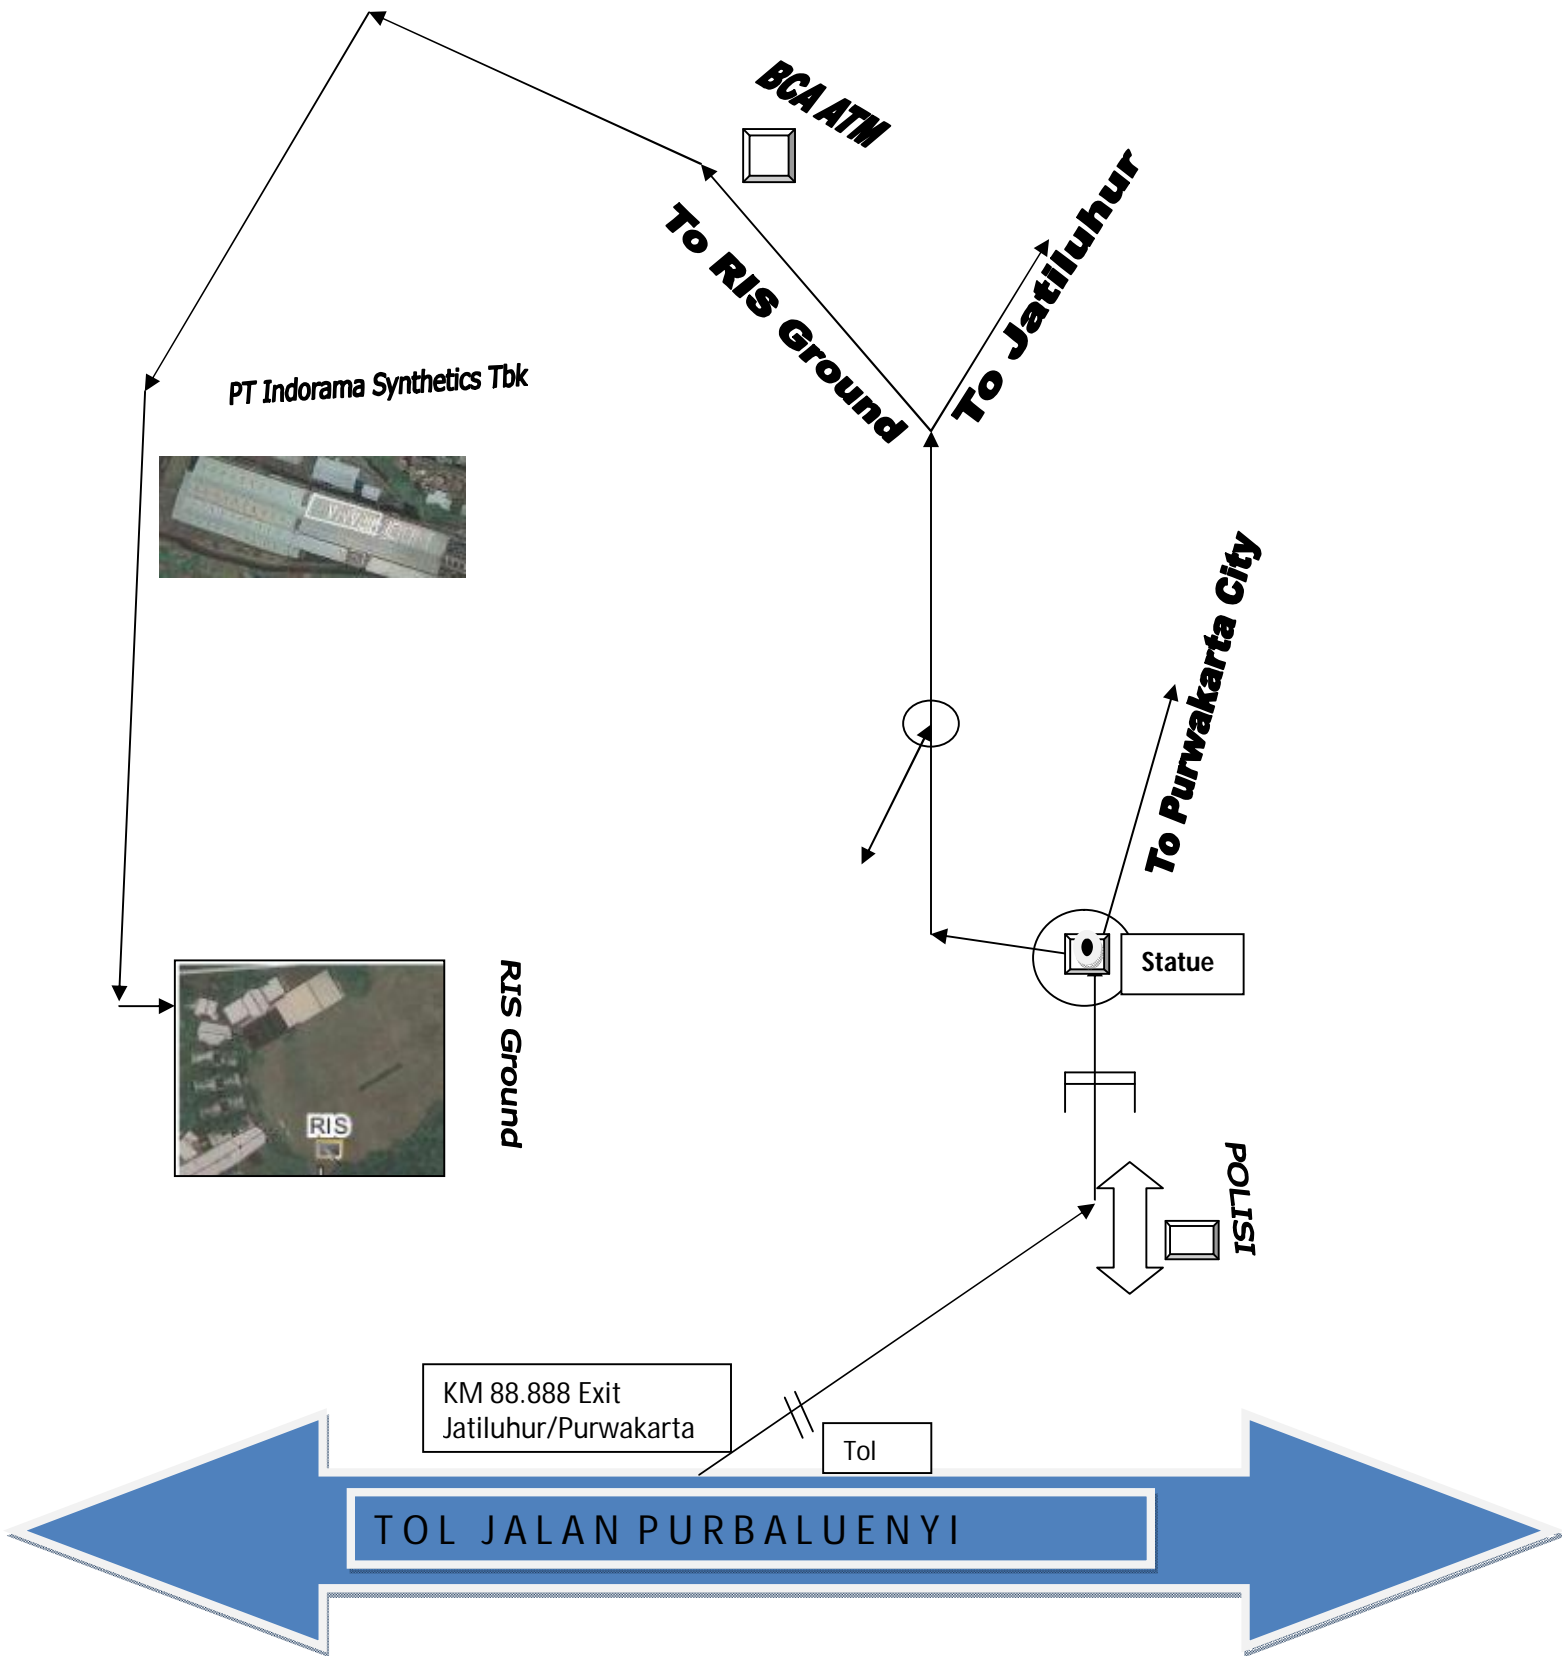 BCA ATM
To RIS Ground
To Jatiluhur
PT Indorama Synthetics Tbk
To Purwakarta City
Statue
RIS Ground
RIS
POLISI
KM 88.888 Exit
Jatiluhur/Purwakarta
Tol
TOL JALAN PURBALUENYI